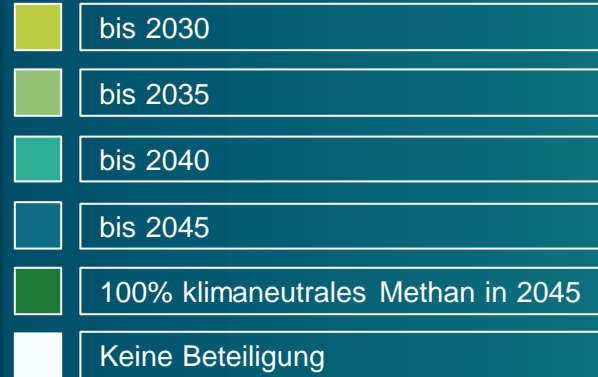 bis 2030
bis 2035
bis 2040
bis 2045
100% klimaneutrales Methan in 2045
Keine Beteiligung